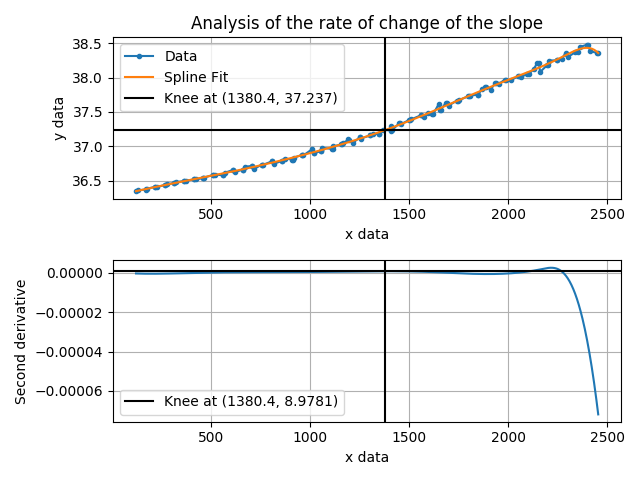 Analysis of the rate of change of the slope
38.5
38.0
37.5
37.0
36.5
y data
Data
Spline Fit
Knee at (1380.4, 37.237)
500
1000
1500
2000
2500
x data
0.00000
−0.00002
−0.00004
−0.00006
Second derivative
Knee at (1380.4, 8.9781)
500
1000
1500
2000
2500
x data